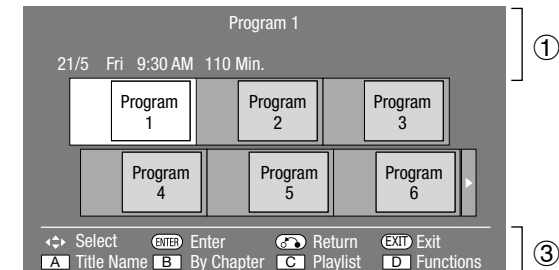 Program 1
①
21/5 Fri 9:30 AM 110 Min.
Program 1
Program 2
Program 3
Program 4
Program 5
Program 6
Select ENTER Enter Return EXIT Exit
A Title Name B By Chapter C Playlist D Functions
③